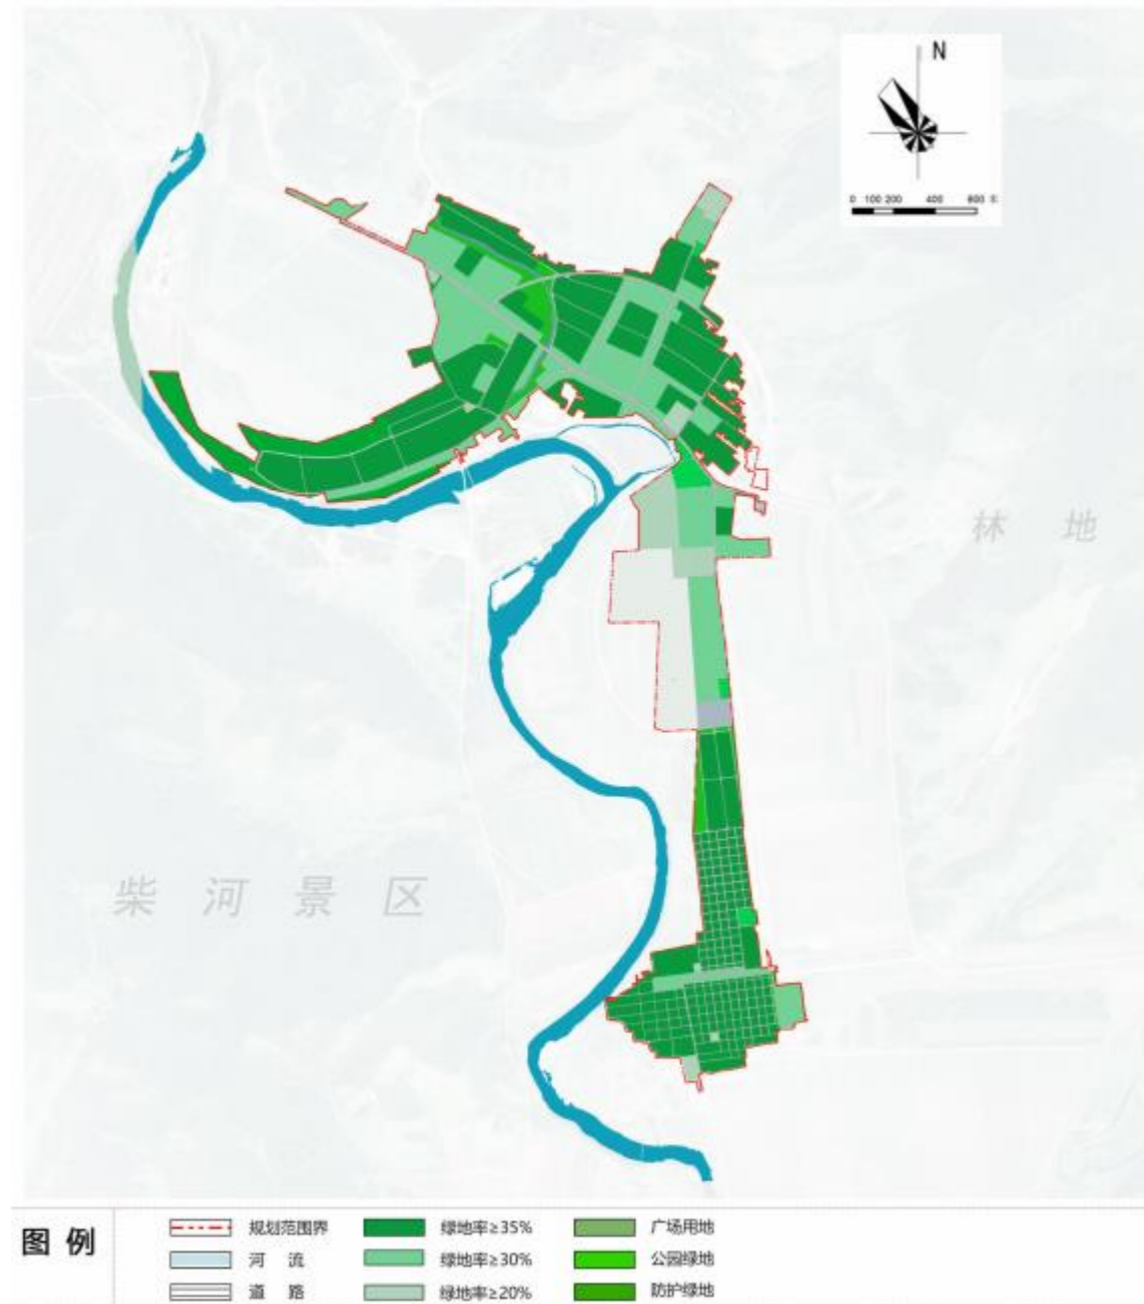 N
0 100 200 400 600 米
林 地
柴 河 景 区
图 例
规划范围界
绿地率≥35%
广场用地
河 流
绿地率≥30%
公园绿地
道 路
绿地率≥20%
防护绿地